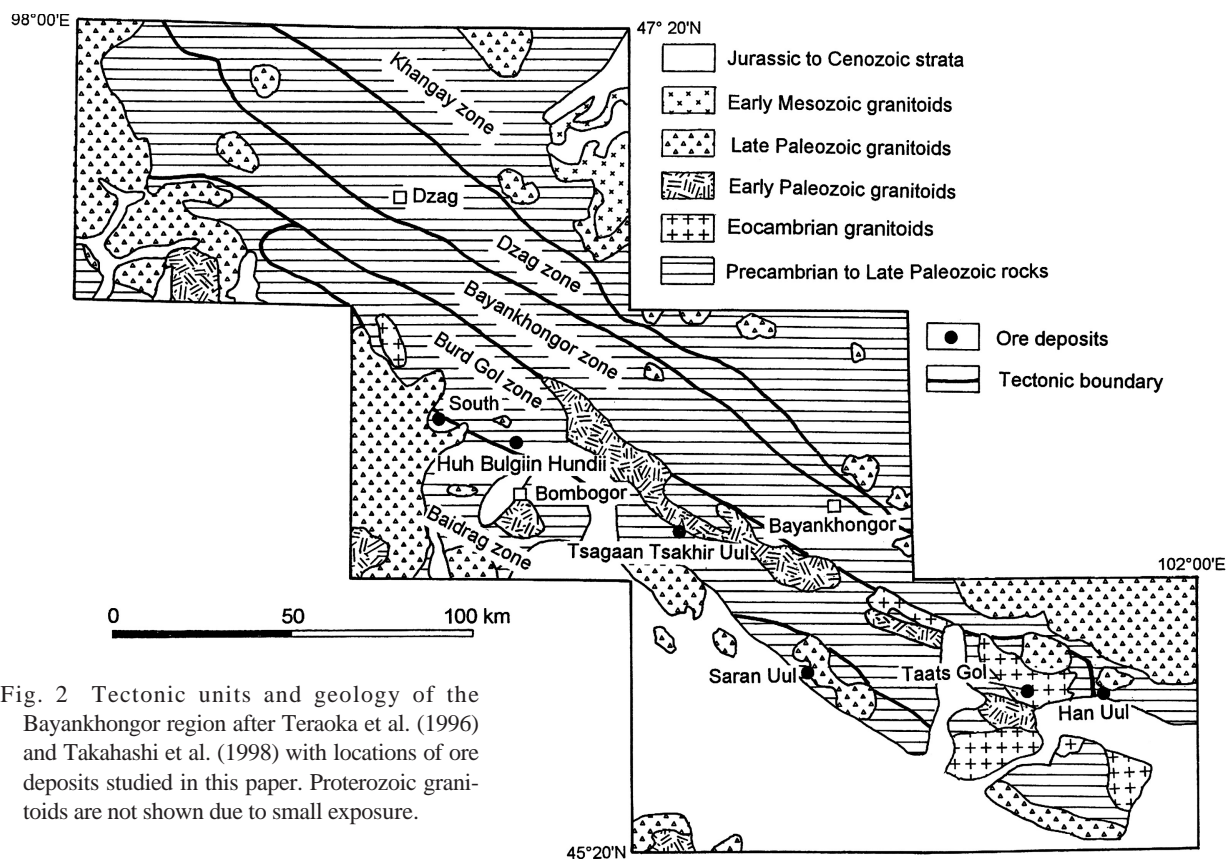 98°00'E
47° 20'N
Khangay zone
Dzag
Dzag zone
Bayankhongor zone
Burd Gol zone
South
Huh Bulgiin Hundii
Bombogor
Baidrag zone
Tsagaan Tsakhir Uul
Bayankhongor
Saran Uul
Taats Gol
Han Uul
102°00'E
45°20'N
Jurassic to Cenozoic strata
Early Mesozoic granitoids
Late Paleozoic granitoids
Early Paleozoic granitoids
Eocambrian granitoids
Precambrian to Late Paleozoic rocks
Ore deposits
Tectonic boundary
0 50 100 km
Fig. 2 Tectonic units and geology of the
Bayankhongor region after Teraoka et al. (1996)
and Takahashi et al. (1998) with locations of ore
deposits studied in this paper. Proterozoic grani-
toids are not shown due to small exposure.